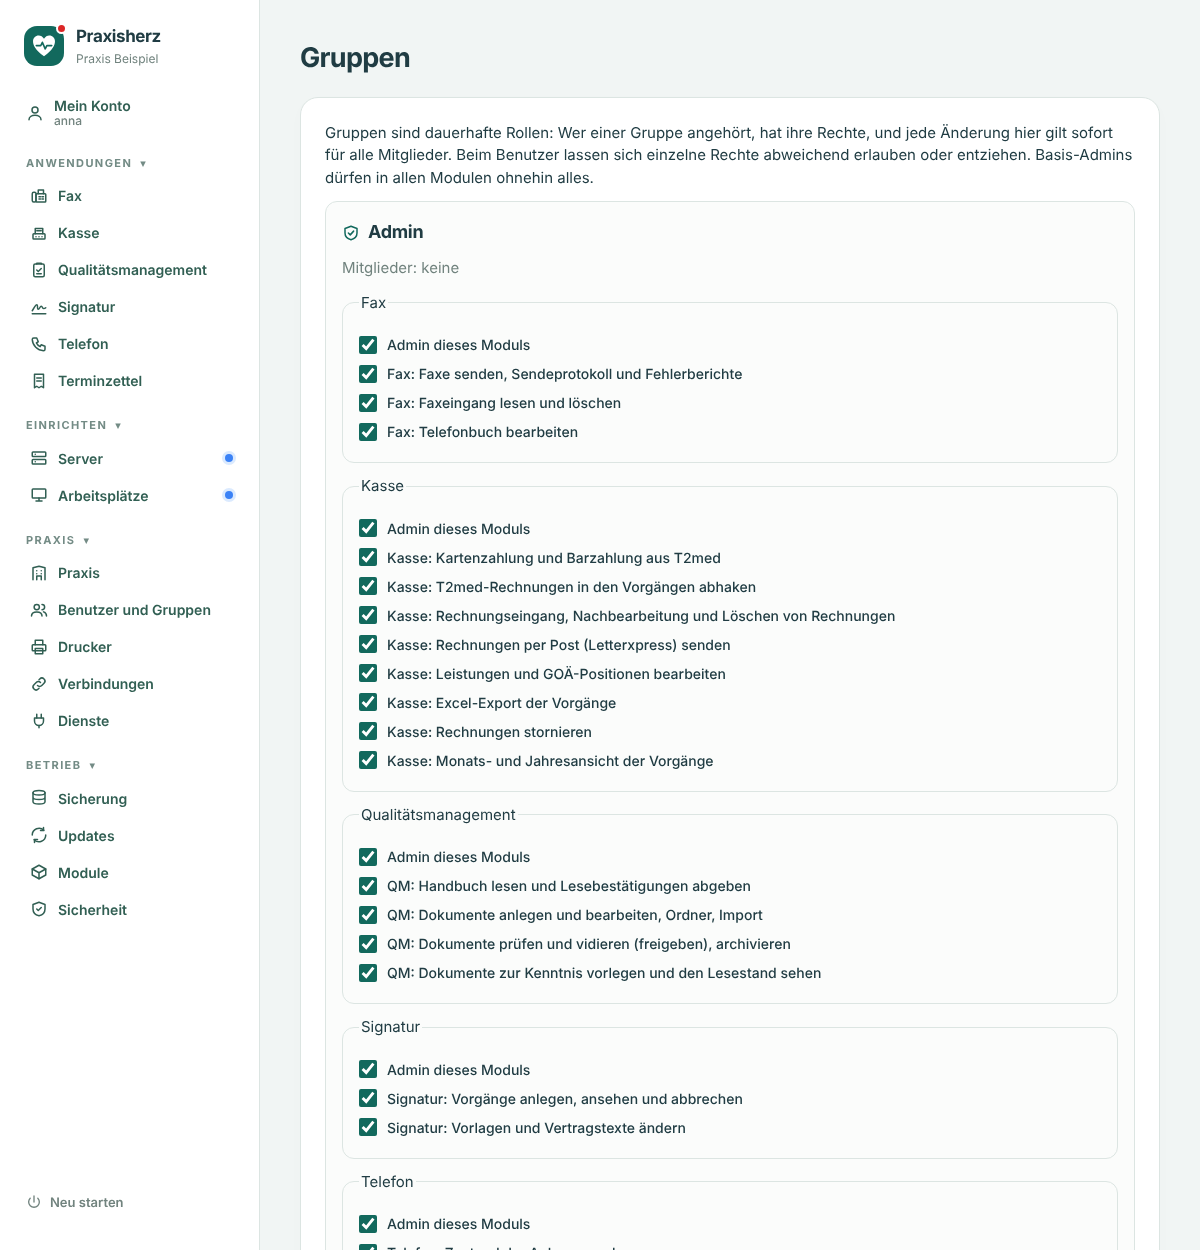 Praxisherz
Praxis Beispiel
Mein Konto
anna
ANWENDUNGEN ▾
Fax
Kasse
Qualitätsmanagement
Signatur
Telefon
Terminzettel
EINRICHTEN ▾
Server
Arbeitsplätze
PRAXIS ▾
Praxis
Benutzer und Gruppen
Drucker
Verbindungen
Dienste
BETRIEB ▾
Sicherung
Updates
Module
Sicherheit
Neu starten
Gruppen
Gruppen sind dauerhafte Rollen: Wer einer Gruppe angehört, hat ihre Rechte, und jede Änderung hier gilt sofort
für alle Mitglieder. Beim Benutzer lassen sich einzelne Rechte abweichend erlauben oder entziehen. Basis-Admins
dürfen in allen Modulen ohnehin alles.
Admin
Mitglieder: keine
Fax
Admin dieses Moduls
Fax: Faxe senden, Sendeprotokoll und Fehlerberichte
Fax: Faxeingang lesen und löschen
Fax: Telefonbuch bearbeiten
Kasse
Admin dieses Moduls
Kasse: Kartenzahlung und Barzahlung aus T2med
Kasse: T2med-Rechnungen in den Vorgängen abhaken
Kasse: Rechnungseingang, Nachbearbeitung und Löschen von Rechnungen
Kasse: Rechnungen per Post (Letterxpress) senden
Kasse: Leistungen und GOÄ-Positionen bearbeiten
Kasse: Excel-Export der Vorgänge
Kasse: Rechnungen stornieren
Kasse: Monats- und Jahresansicht der Vorgänge
Qualitätsmanagement
Admin dieses Moduls
QM: Handbuch lesen und Lesebestätigungen abgeben
QM: Dokumente anlegen und bearbeiten, Ordner, Import
QM: Dokumente prüfen und vidieren (freigeben), archivieren
QM: Dokumente zur Kenntnis vorlegen und den Lesestand sehen
Signatur
Admin dieses Moduls
Signatur: Vorgänge anlegen, ansehen und abbrechen
Signatur: Vorlagen und Vertragstexte ändern
Telefon
Admin dieses Moduls